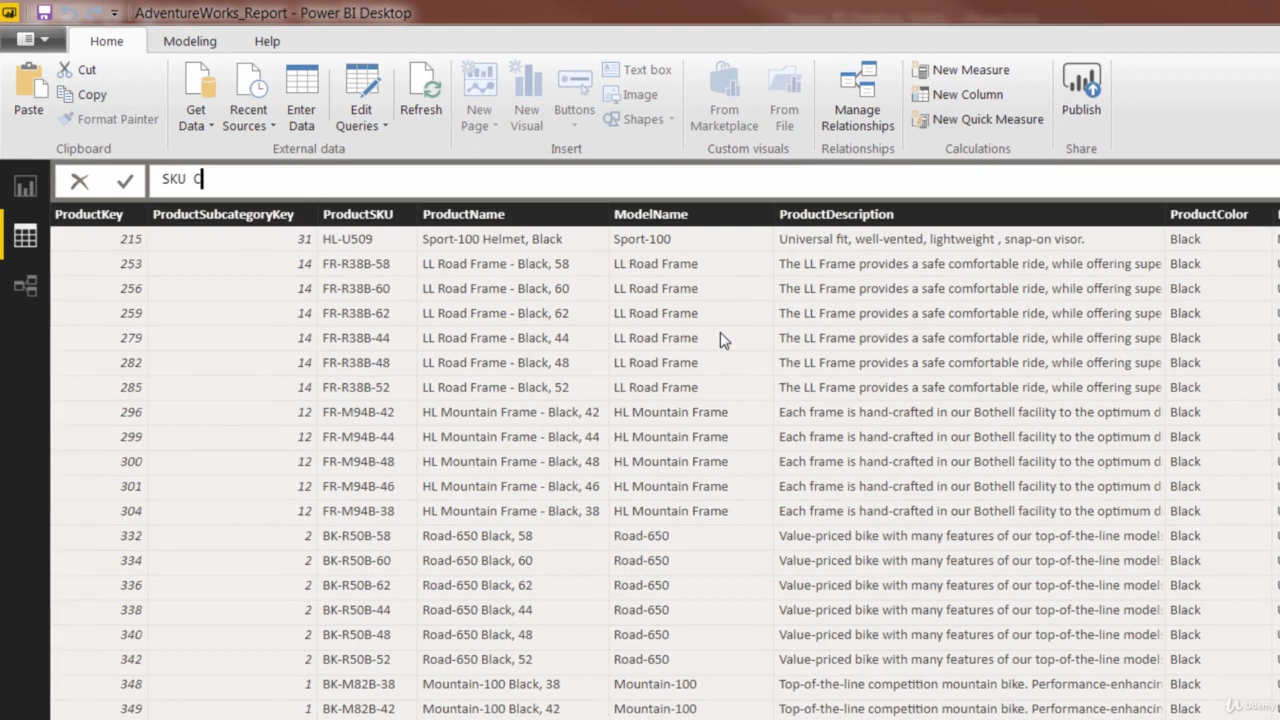 AdventureWorks_Report - Power BI Desktop
Home Modeling Help
Paste Cut Copy Format Painter Clipboard
Get Data Recent Sources Enter Data Edit Queries Refresh External data
New Page New Visual Buttons Text box Image Shapes Insert
From Marketplace From File Custom visuals
Manage Relationships Relationships
New Measure New Column New Quick Measure Calculations
Publish Share
SKU C
ProductKey ProductSubcategoryKey ProductSKU ProductName ModelName ProductDescription ProductColor
215 31 HL-U509 Sport-100 Helmet, Black Sport-100 Universal fit, well-vented, lightweight , snap-on visor. Black
253 14 FR-R38B-58 LL Road Frame - Black, 58 LL Road Frame The LL Frame provides a safe comfortable ride, while offering supe Black
256 14 FR-R38B-60 LL Road Frame - Black, 60 LL Road Frame The LL Frame provides a safe comfortable ride, while offering supe Black
259 14 FR-R38B-62 LL Road Frame - Black, 62 LL Road Frame The LL Frame provides a safe comfortable ride, while offering supe Black
279 14 FR-R38B-44 LL Road Frame - Black, 44 LL Road Frame The LL Frame provides a safe comfortable ride, while offering supe Black
282 14 FR-R38B-48 LL Road Frame - Black, 48 LL Road Frame The LL Frame provides a safe comfortable ride, while offering supe Black
285 14 FR-R38B-52 LL Road Frame - Black, 52 LL Road Frame The LL Frame provides a safe comfortable ride, while offering supe Black
296 12 FR-M94B-42 HL Mountain Frame - Black, 42 HL Mountain Frame Each frame is hand-crafted in our Bothell facility to the optimum d Black
299 12 FR-M94B-44 HL Mountain Frame - Black, 44 HL Mountain Frame Each frame is hand-crafted in our Bothell facility to the optimum d Black
300 12 FR-M94B-48 HL Mountain Frame - Black, 48 HL Mountain Frame Each frame is hand-crafted in our Bothell facility to the optimum d Black
301 12 FR-M94B-46 HL Mountain Frame - Black, 46 HL Mountain Frame Each frame is hand-crafted in our Bothell facility to the optimum d Black
304 12 FR-M94B-38 HL Mountain Frame - Black, 38 HL Mountain Frame Each frame is hand-crafted in our Bothell facility to the optimum d Black
332 2 BK-R50B-58 Road-650 Black, 58 Road-650 Value-priced bike with many features of our top-of-the-line model Black
334 2 BK-R50B-60 Road-650 Black, 60 Road-650 Value-priced bike with many features of our top-of-the-line model Black
336 2 BK-R50B-62 Road-650 Black, 62 Road-650 Value-priced bike with many features of our top-of-the-line model Black
338 2 BK-R50B-44 Road-650 Black, 44 Road-650 Value-priced bike with many features of our top-of-the-line model Black
340 2 BK-R50B-48 Road-650 Black, 48 Road-650 Value-priced bike with many features of our top-of-the-line model Black
342 2 BK-R50B-52 Road-650 Black, 52 Road-650 Value-priced bike with many features of our top-of-the-line model Black
348 1 BK-M82B-38 Mountain-100 Black, 38 Mountain-100 Top-of-the-line competition mountain bike. Performance-enhancin Black
349 1 BK-M82B-42 Mountain-100 Black, 42 Mountain-100 Top-of-the-line competition mountain bike. Performance-enhancin Black
Udemy